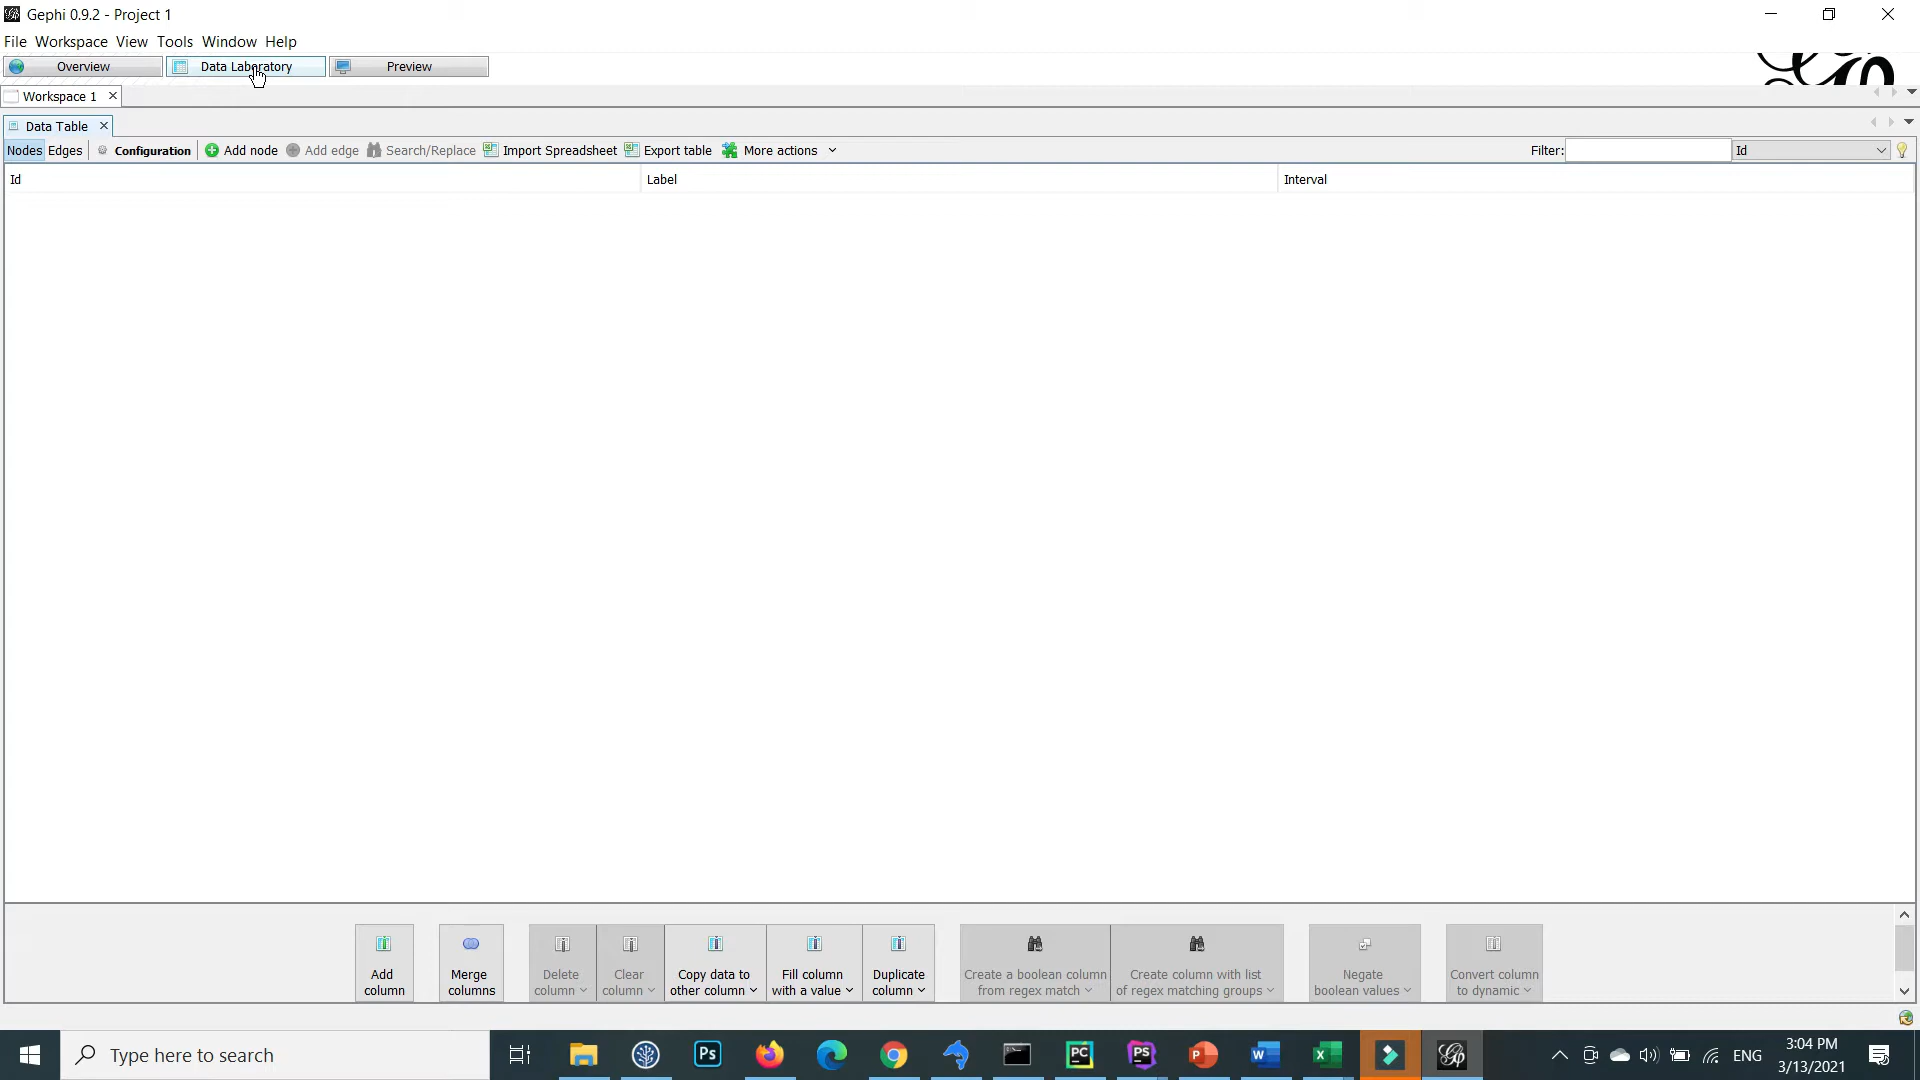 Gephi 0.9.2 - Project 1
File Workspace View Tools Window Help
Overview Data Laboratory Preview
Workspace 1
Data Table
Nodes Edges Configuration Add node Add edge Search/Replace Import Spreadsheet Export table More actions Filter: Id
Id Label Interval
Add column
Merge columns
Delete column
Clear column
Copy data to other column
Fill column with a value
Duplicate column
Create a boolean column from regex match
Create column with list of regex matching groups
Negate boolean values
Convert column to dynamic
Type here to search
Ps
PC
PS
ENG
3:04 PM
3/13/2021